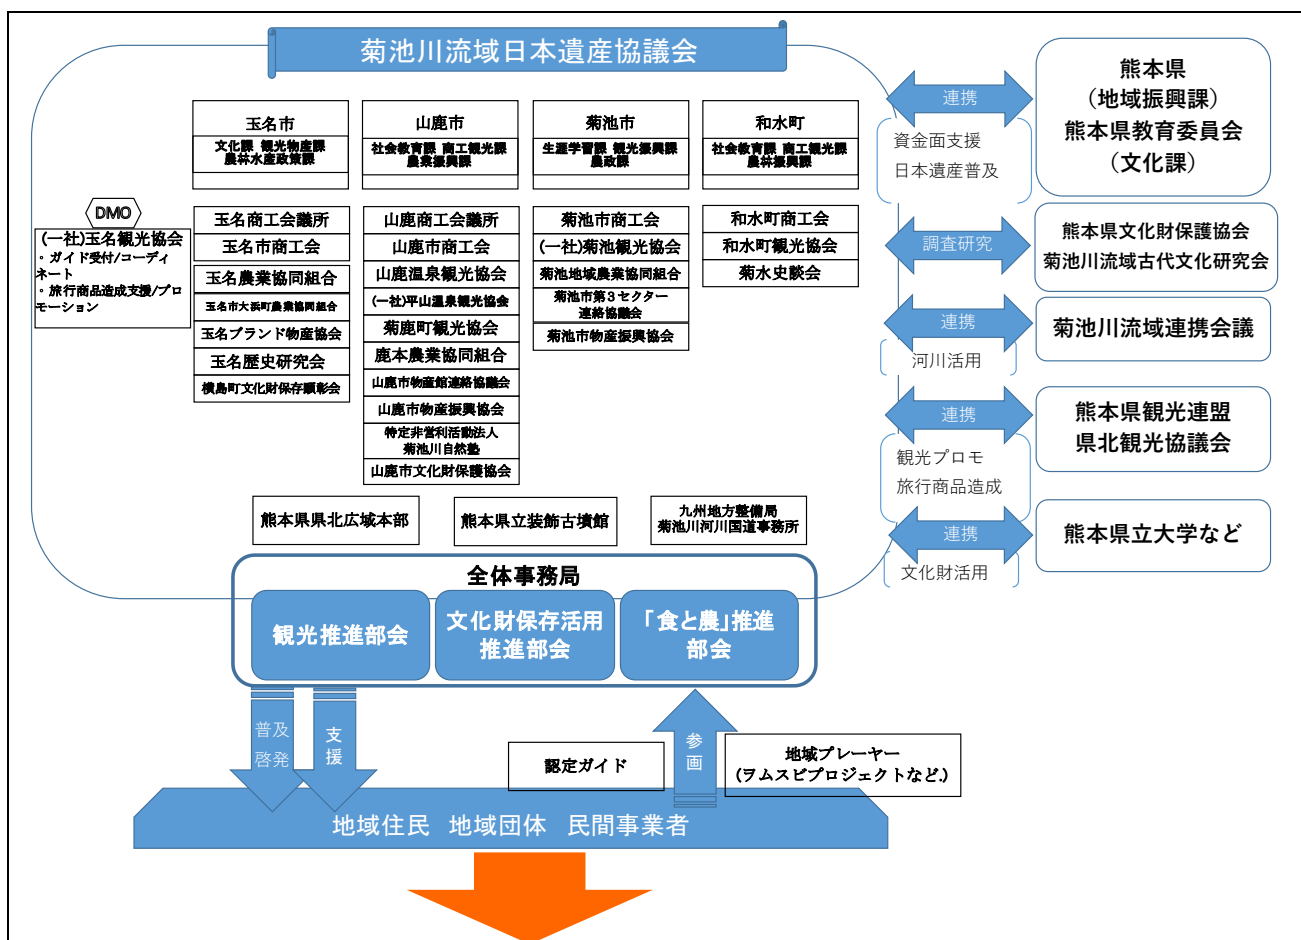 菊池川流域日本遺産協議会
玉名市
文化課 観光物産課
農林水産政策課
山鹿市
社会教育課 商工観光課
農業振興課
菊池市
生涯学習課 観光振興課
農政課
和水町
社会教育課 商工観光課
農林振興課
DMO
(一社)玉名観光協会
・ガイド受付/コーディ
ネート
・旅行商品造成支援/プロ
モーション
玉名商工会議所
玉名市商工会
玉名農業協同組合
玉名市大浜町農業協同組合
玉名ブランド物産協会
玉名歴史研究会
横島町文化財保存顕彰会
山鹿商工会議所
山鹿市商工会
山鹿温泉観光協会
(一社)平山温泉観光協会
菊鹿町観光協会
鹿本農業協同組合
山鹿市物産館連絡協議会
山鹿市物産振興協会
特定非営利活動法人
菊池川自然塾
山鹿市文化財保護協会
菊池市商工会
(一社)菊池観光協会
菊池地域農業協同組合
菊池市第3セクター
連絡協議会
菊池市物産振興協会
和水町商工会
和水町観光協会
菊水史談会
熊本県県北広域本部
熊本県立装飾古墳館
九州地方整備局
菊池川河川国道事務所
全体事務局
観光推進部会
文化財保存活用
推進部会
「食と農」推進
部会
普及
啓発
支援
参画
認定ガイド
地域プレーヤー
(ヲムスビプロジェクトなど.)
地域住民 地域団体 民間事業者
連携
資金面支援
日本遺産普及
熊本県
(地域振興課)
熊本県教育委員会
(文化課)
調査研究
熊本県文化財保護協会
菊池川流域古代文化研究会
連携
河川活用
菊池川流域連携会議
連携
観光プロモ
旅行商品造成
熊本県観光連盟
県北観光協議会
連携
文化財活用
熊本県立大学など